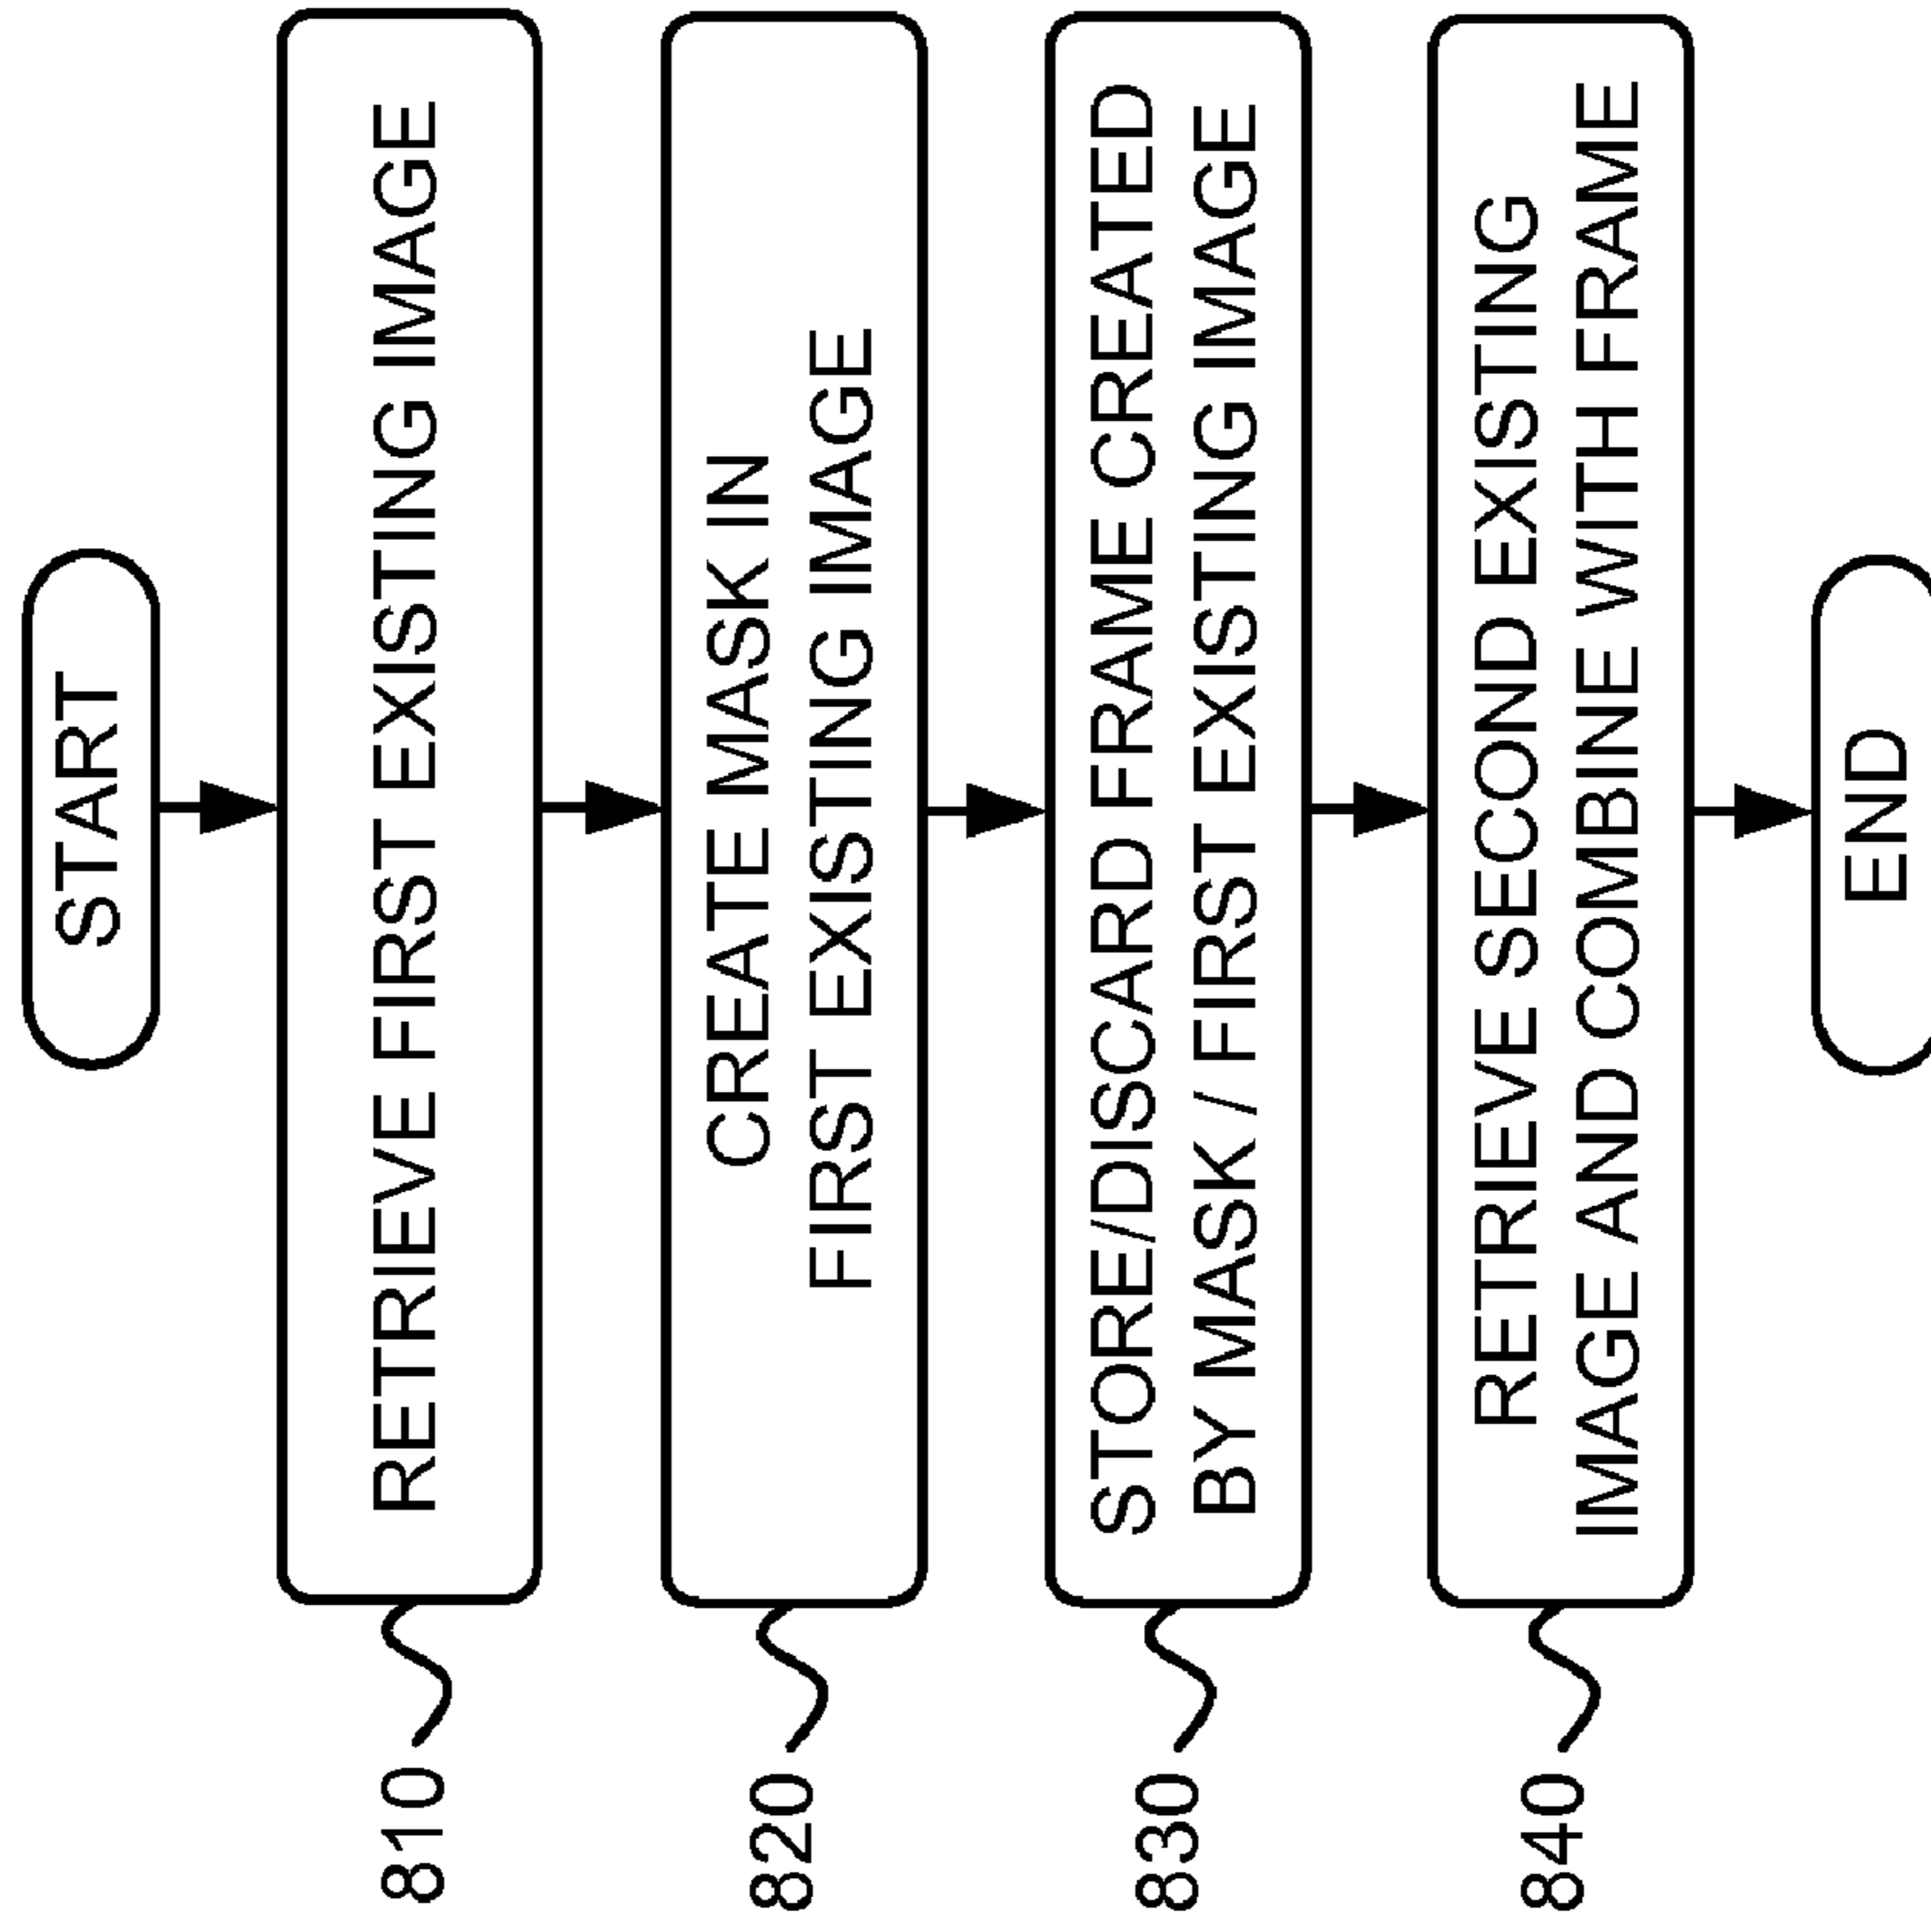 START
810
RETRIEVE FIRST EXISTING IMAGE
820
CREATE MASK IN
FIRST EXISTING IMAGE
830
STORE/DISCARD FRAME CREATED
BY MASK / FIRST EXISTING IMAGE
840
RETRIEVE SECOND EXISTING
IMAGE AND COMBINE WITH FRAME
END